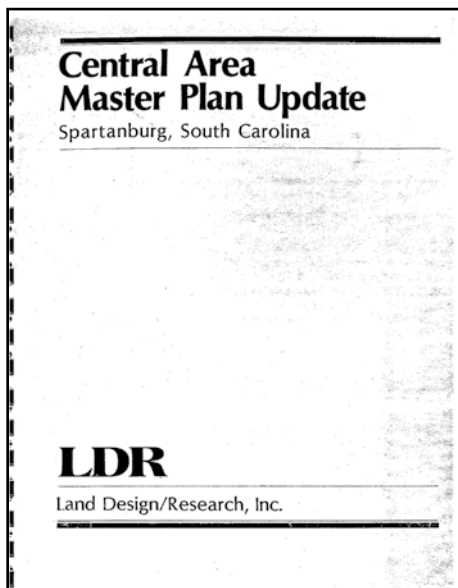 Central Area
Master Plan Update
Spartanburg, South Carolina
LDR
Land Design/Research, Inc.